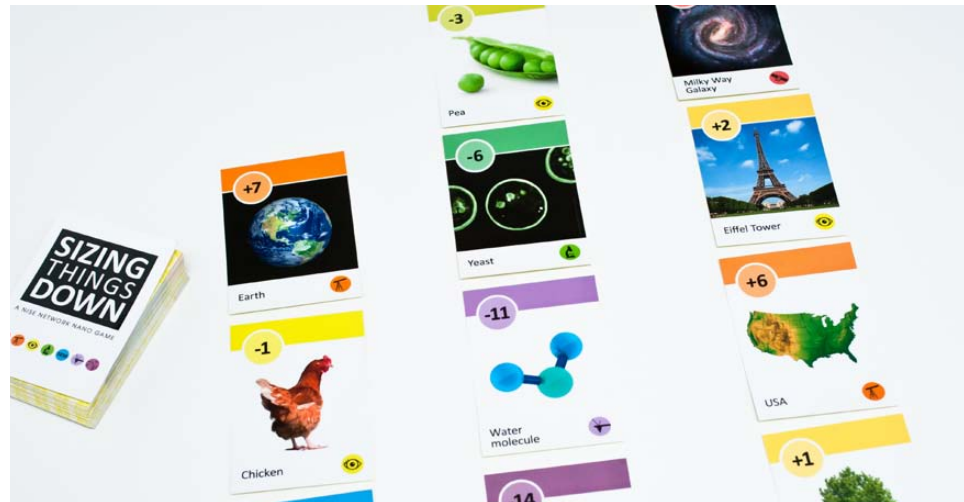 SIZING
THINGS
DOWN
A NISE NETWORK NANO GAME
+7
Earth
-1
Chicken
-3
Pea
-6
Yeast
-11
Water
molecule
14
Milky Way
Galaxy
+2
Eiffel Tower
+6
USA
+1